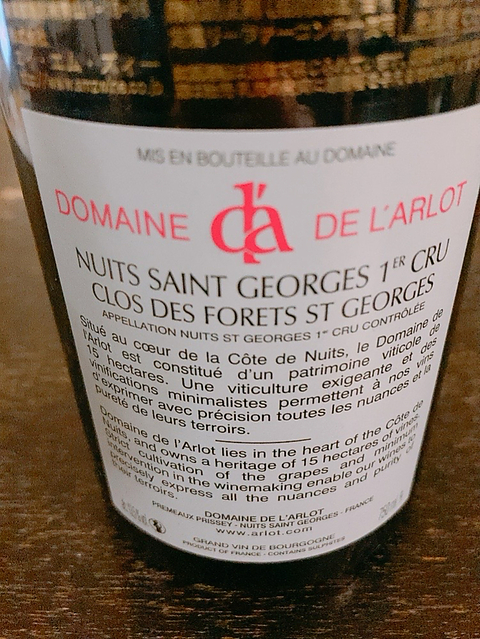 MIS EN BOUTEILLE AU DOMAINE
DOMAINE d'a DE L'ARLOT
NUITS SAINT GEORGES 1ER CRU
CLOS DES FORETS ST GEORGES
APPELLATION NUITS ST GEORGES 1er CRU CONTRÔLÉE
Situé au cœur de la Côte de Nuits, le Domaine de
l'Arlot est constitué d'un patrimoine viticole de
15 hectares. Une viticulture exigeante et des
vinifications minimalistes permettent à nos vins
d'exprimer avec précision toutes les nuances et la
pureté de leurs terroirs.
Domaine de l'Arlot lies in the heart of the Côte de
Nuits, and owns a heritage of 15 hectares of vines.
Strict cultivation of the grapes and minimum
intervention in the winemaking enable our wines to
precisely express all the nuances and purity of
their terroirs.
DOMAINE DE L'ARLOT
PREMEAUX PRISSEY - NUITS SAINT GEORGES - FRANCE
www.arlot.com
GRAND VIN DE BOURGOGNE
PRODUCT OF FRANCE - CONTAINS SULPHITES